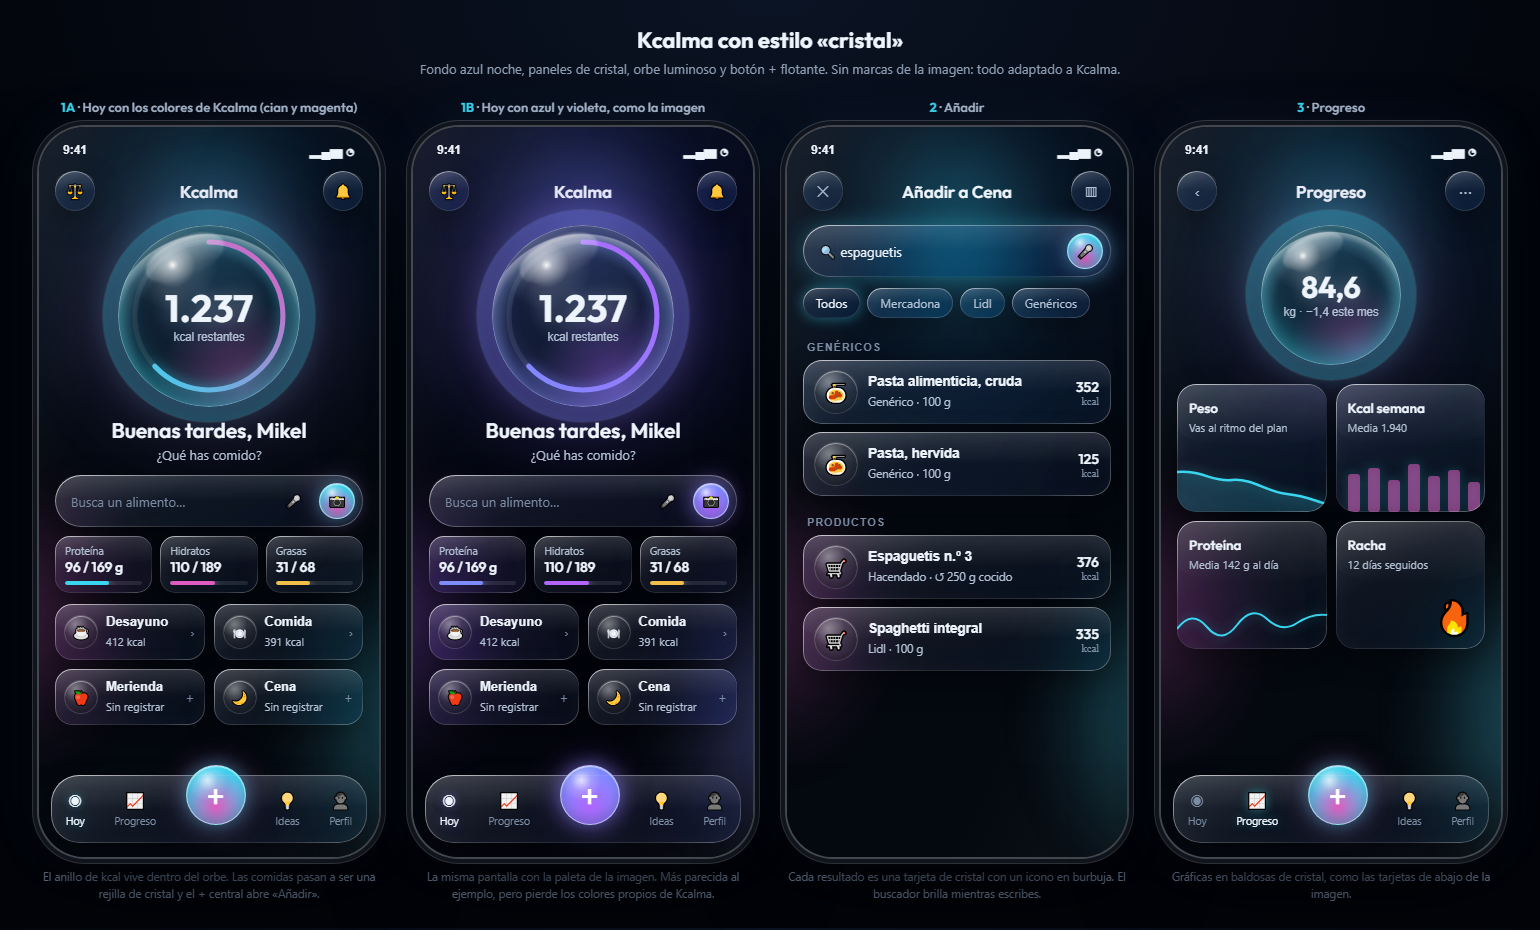 Kcalma con estilo «cristal»
Fondo azul noche, paneles de cristal, orbe luminoso y botón + flotante. Sin marcas de la imagen: todo adaptado a Kcalma.
1A · Hoy con los colores de Kcalma (cian y magenta)
9:41
Kcalma
1.237
kcal restantes
Buenas tardes, Mikel
¿Qué has comido?
Busca un alimento...
Proteína
96 / 169 g
Hidratos
110 / 189
Grasas
31 / 68
Desayuno
412 kcal
›
Comida
391 kcal
›
Merienda
Sin registrar
+
Cena
Sin registrar
+
+
Hoy
Progreso
Ideas
Perfil
El anillo de kcal vive dentro del orbe. Las comidas pasan a ser una
rejilla de cristal y el + central abre «Añadir».
1B · Hoy con azul y violeta, como la imagen
9:41
Kcalma
1.237
kcal restantes
Buenas tardes, Mikel
¿Qué has comido?
Busca un alimento...
Proteína
96 / 169 g
Hidratos
110 / 189
Grasas
31 / 68
Desayuno
412 kcal
›
Comida
391 kcal
›
Merienda
Sin registrar
+
Cena
Sin registrar
+
+
Hoy
Progreso
Ideas
Perfil
La misma pantalla con la paleta de la imagen. Más parecida al
ejemplo, pero pierde los colores propios de Kcalma.
2 · Añadir
9:41
Añadir a Cena
espaguetis
Todos
Mercadona
Lidl
Genéricos
GENÉRICOS
Pasta alimenticia, cruda
Genérico · 100 g
352
kcal
Pasta, hervida
Genérico · 100 g
125
kcal
PRODUCTOS
Espaguetis n.º 3
Hacendado · ↺ 250 g cocido
376
kcal
Spaghetti integral
Lidl · 100 g
335
kcal
Cada resultado es una tarjeta de cristal con un icono en burbuja. El
buscador brilla mientras escribes.
3 · Progreso
9:41
‹
Progreso
···
84,6
kg · −1,4 este mes
Peso
Vas al ritmo del plan
Kcal semana
Media 1.940
Proteína
Media 142 g al día
Racha
12 días seguidos
+
Hoy
Progreso
Ideas
Perfil
Gráficas en baldosas de cristal, como las tarjetas de abajo de la
imagen.